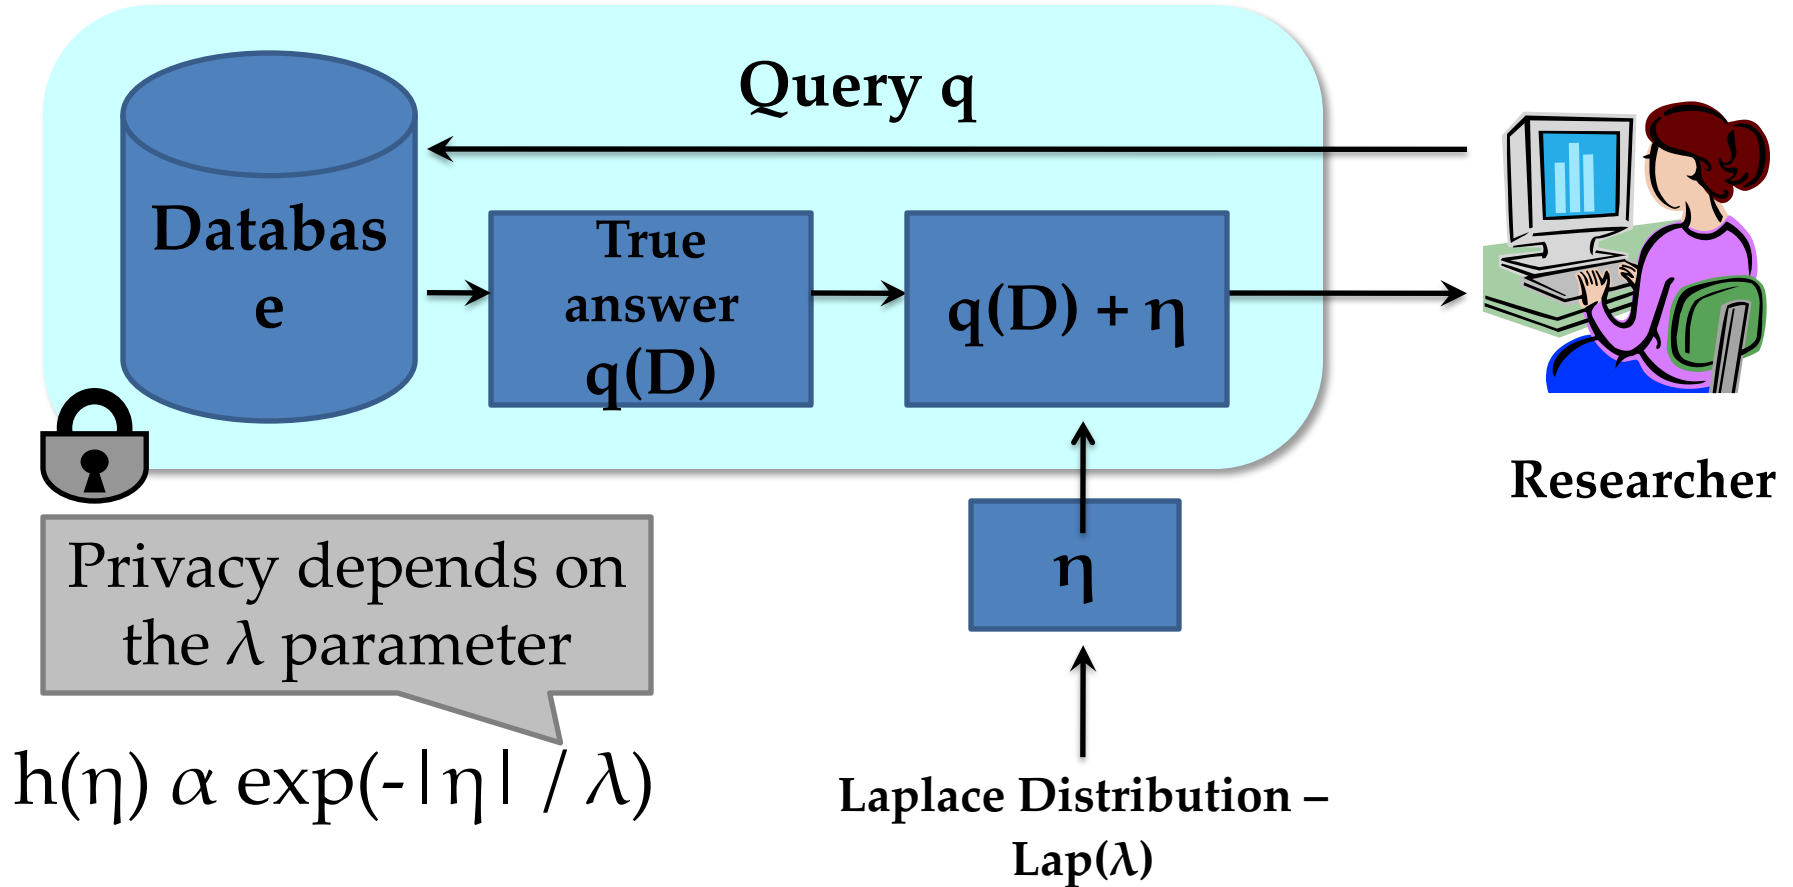 Query q
Databas
e
True
answer
q(D)
q(D) + η
Researcher
η
Privacy depends on
the λ parameter
h(η) α exp(-|η| / λ)
Laplace Distribution –
Lap(λ)